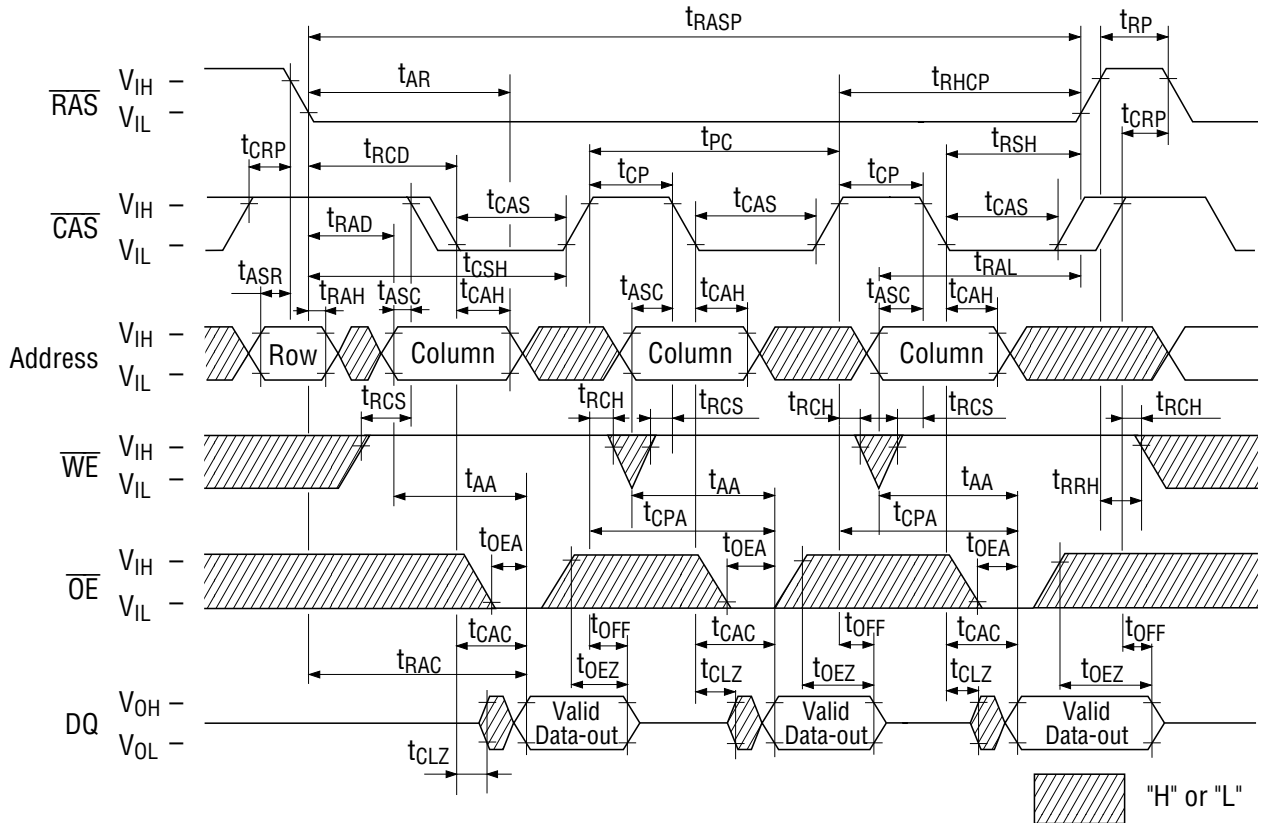 tRASP tRP
tAR tRHCP
RAS VIH
VIL
tCRP tRCD tPC tRSH tCRP
tCP tCP
CAS VIH
VIL
tCAS tCAS tCAS
tRAD
tCSH tRAL
tASR tRAH tASC tCAH tASC tCAH tASC tCAH
Address VIH
VIL
Row Column Column Column
tRCS tRCH tRCS tRCH tRCS tRCH
WE VIH
VIL
tAA tAA tAA tRRH
tCPA tCPA
tOEA tOEA tOEA
OE VIH
VIL
tCAC tOFF tCAC tOFF tCAC tOFF
tRAC tOEZ tCLZ tOEZ tCLZ tOEZ
DQ VOH
VOL
Valid Data-out Valid Data-out Valid Data-out
tCLZ
"H" or "L"